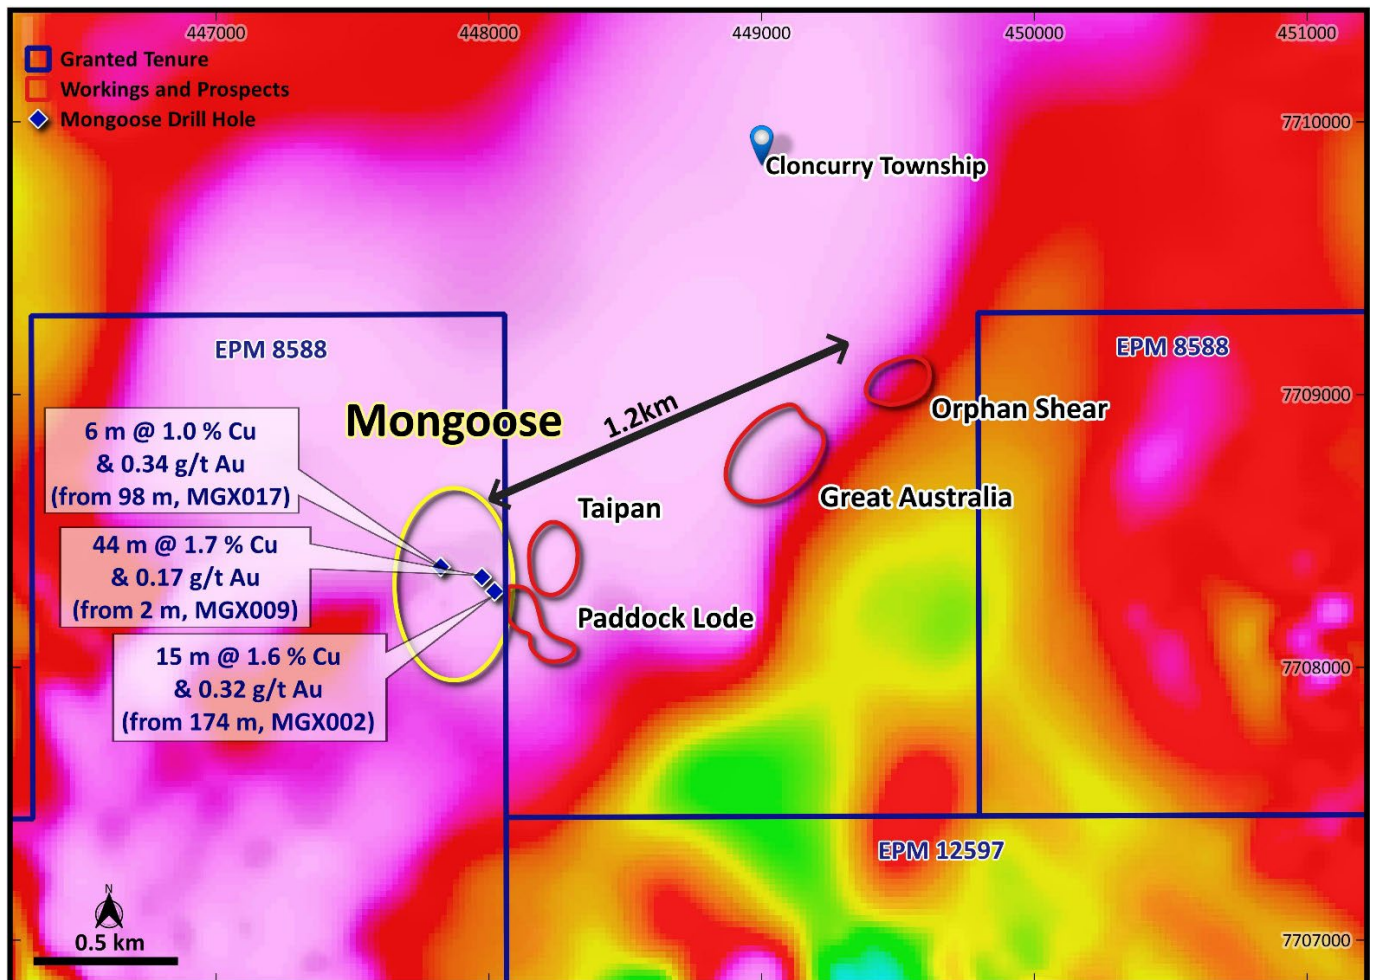 447000
448000
449000
450000
451000
Granted Tenure
Workings and Prospects
Mongoose Drill Hole
7710000
Cloncurry Township
EPM 8588
EPM 8588
7709000
Mongoose
1.2km
Orphan Shear
6 m @ 1.0 % Cu
& 0.34 g/t Au
(from 98 m, MGX017)
Great Australia
Taipan
44 m @ 1.7 % Cu
& 0.17 g/t Au
(from 2 m, MGX009)
Paddock Lode
15 m @ 1.6 % Cu
& 0.32 g/t Au
(from 174 m, MGX002)
7708000
EPM 12597
N
0.5 km
7707000